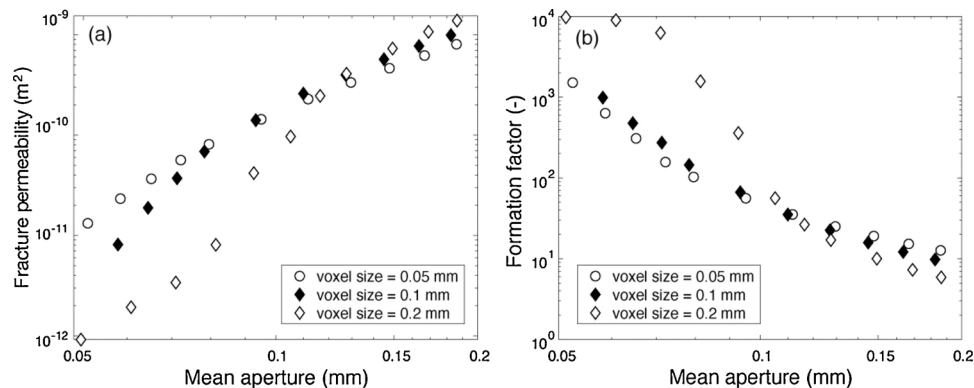 (a)
Fracture permeability (m²)
10⁻⁹
10⁻¹⁰
10⁻¹¹
10⁻¹²
voxel size = 0.05 mm
voxel size = 0.1 mm
voxel size = 0.2 mm
0.05
0.1
0.15
0.2
Mean aperture (mm)
(b)
Formation factor (-)
10⁴
10³
10²
10¹
10⁰
voxel size = 0.05 mm
voxel size = 0.1 mm
voxel size = 0.2 mm
0.05
0.1
0.15
0.2
Mean aperture (mm)